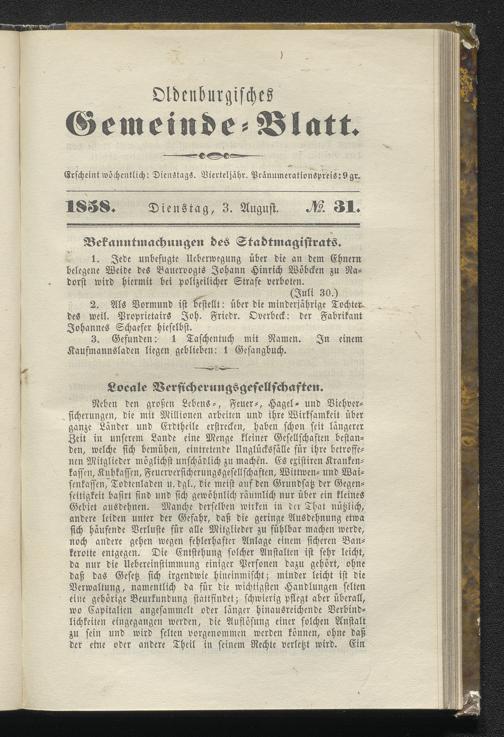 Oldenburgisches
Gemeinde-Blatt.
Erscheint wöchentlich: Dienstags. Vierteljähr. Pränumerationspreis: 9 gr.
1858. Dienstag, 3. August. № 31.
Bekanntmachungen des Stadtmagistrats.
1. Jede unbefugte Ueberwegung über die an dem Ehnern
belegene Weide des Bauervogts Johann Hinrich Wöbcken zu Na-
dorst wird hiermit bei polizeilicher Strafe verboten.
(Juli 30.)
2. Als Vormund ist bestellt: über die minderjährige Tochter
des weil. Proprietairs Joh. Friedr. Overbeck: der Fabrikant
Johannes Schaefer hieselbst.
3. Gefunden: 1 Taschentuch mit Namen. In einem
Kaufmannsladen liegen geblieben: 1 Gesangbuch.
Locale Versicherungsgesellschaften.
Neben den großen Lebens-, Feuer-, Hagel- und Viehver-
sicherungen, die mit Millionen arbeiten und ihre Wirksamkeit über
ganze Länder und Erdtheile erstrecken, haben schon seit längerer
Zeit in unserem Lande eine Menge kleiner Gesellschaften bestan-
den, welche sich bemühen, eintretende Unglücksfälle für ihre betroffe-
nen Mitglieder möglichst unschädlich zu machen. Es existiren Kranken-
kassen, Kuhkassen, Feuerversicherungsgesellschaften, Wittwen- und Wai-
senkassen, Todtenladen u. dgl., die meist auf den Grundsatz der Gegen-
seitigkeit basirt sind und sich gewöhnlich räumlich nur über ein kleines
Gebiet ausdehnen. Manche derselben wirken in der That nützlich,
andere leiden unter der Gefahr, daß die geringe Ausdehnung etwa
sich häufende Verluste für alle Mitglieder zu fühlbar machen werde,
noch andere gehen wegen fehlerhafter Anlage einem sicheren Ban-
kerotte entgegen. Die Entstehung solcher Anstalten ist sehr leicht,
da nur die Uebereinstimmung einiger Personen dazu gehört, ohne
daß das Gesetz sich irgendwie hineinmischt; minder leicht ist die
Verwaltung, namentlich da für die wichtigsten Handlungen selten
eine gehörige Beurkundung stattfindet; schwierig pflegt aber überall,
wo Capitalien angesammelt oder länger hinausreichende Verbind-
lichkeiten eingegangen werden, die Auflösung einer solchen Anstalt
zu sein und wird selten vorgenommen werden können, ohne daß
der eine oder andere Theil in seinem Rechte verletzt wird. Ein